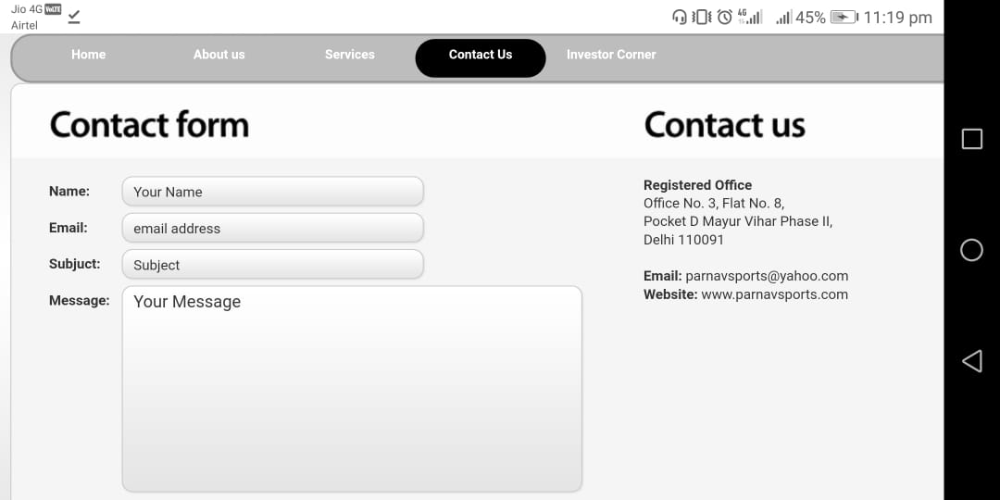 Jio 4G VoLTE
Airtel
4G 45% 11:19 pm
Home About us Services Contact Us Investor Corner
Contact form
Name: Your Name
Email: email address
Subjuct: Subject
Message: Your Message
Contact us
Registered Office
Office No. 3, Flat No. 8,
Pocket D Mayur Vihar Phase II,
Delhi 110091
Email: parnavsports@yahoo.com
Website: www.parnavsports.com